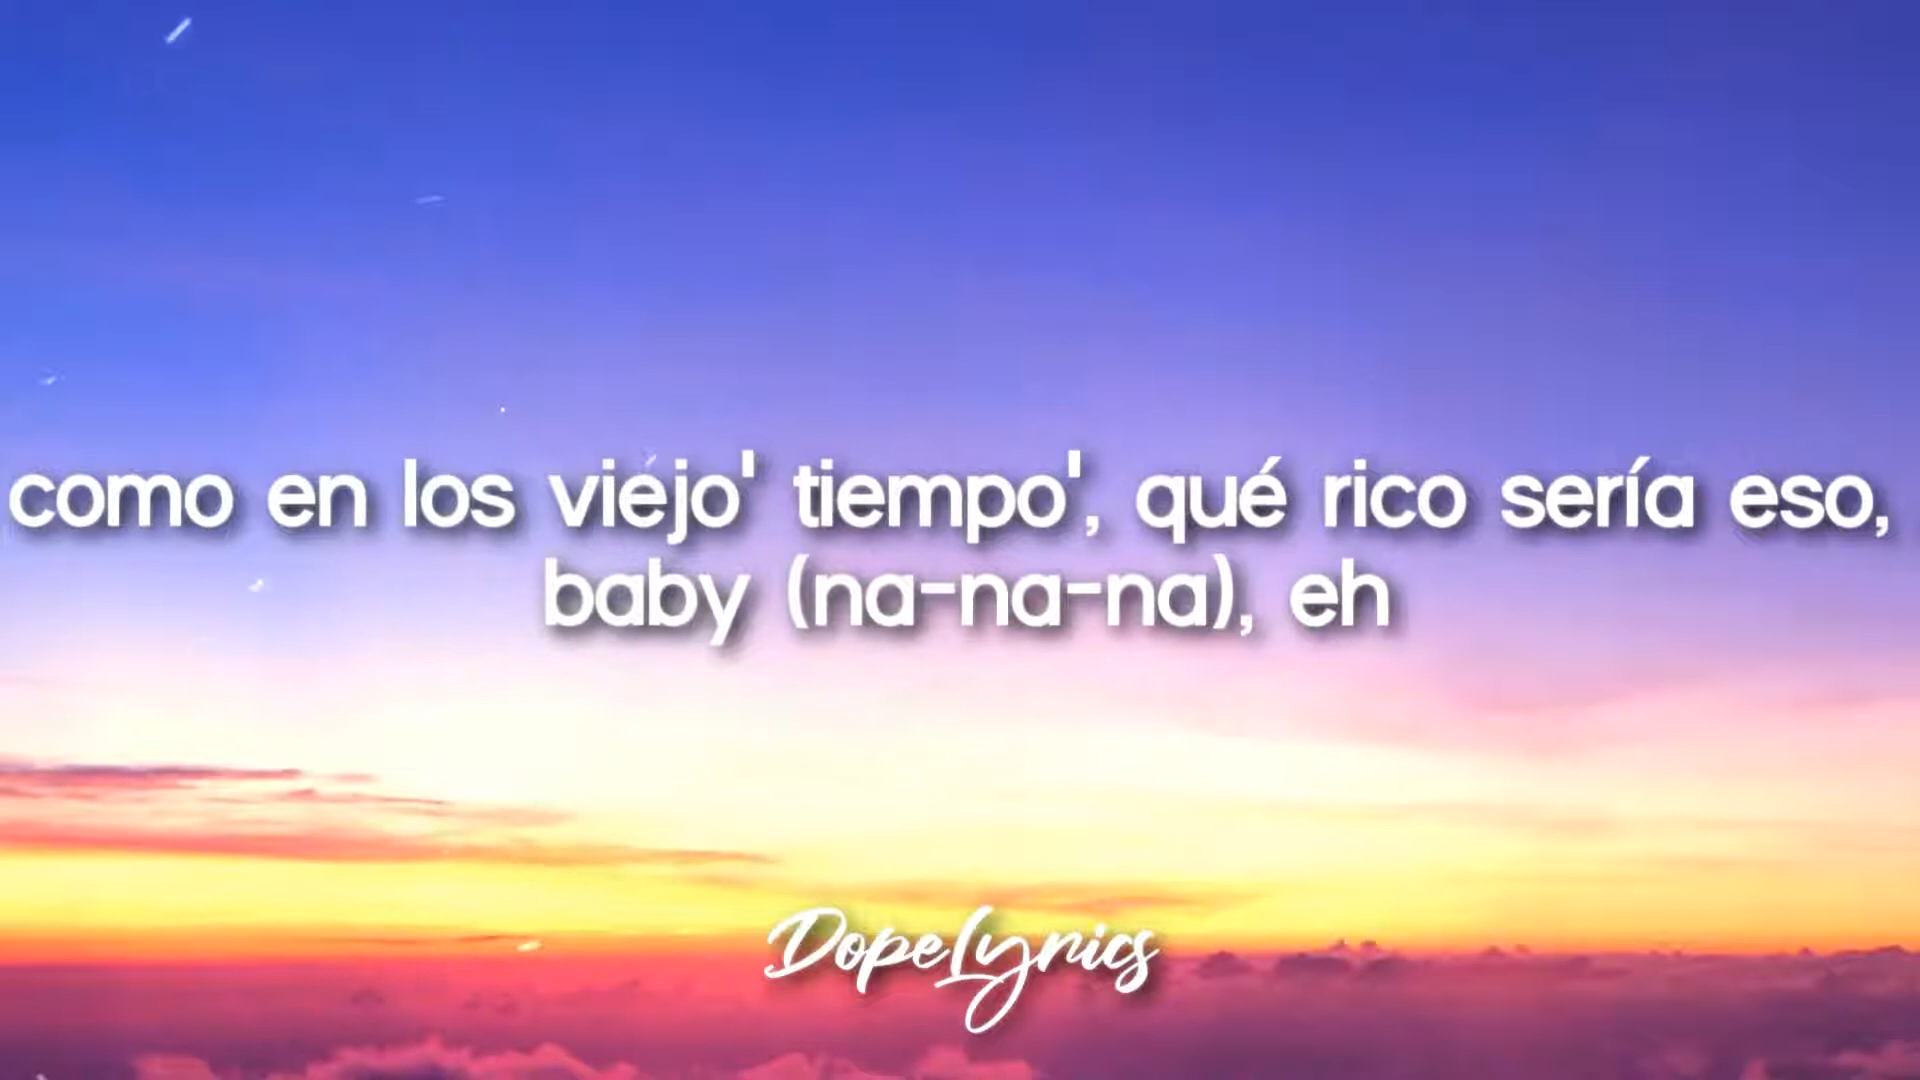 como en los viejo' tiempo', qué rico sería eso,
baby (na-na-na), eh
DopeLyrics